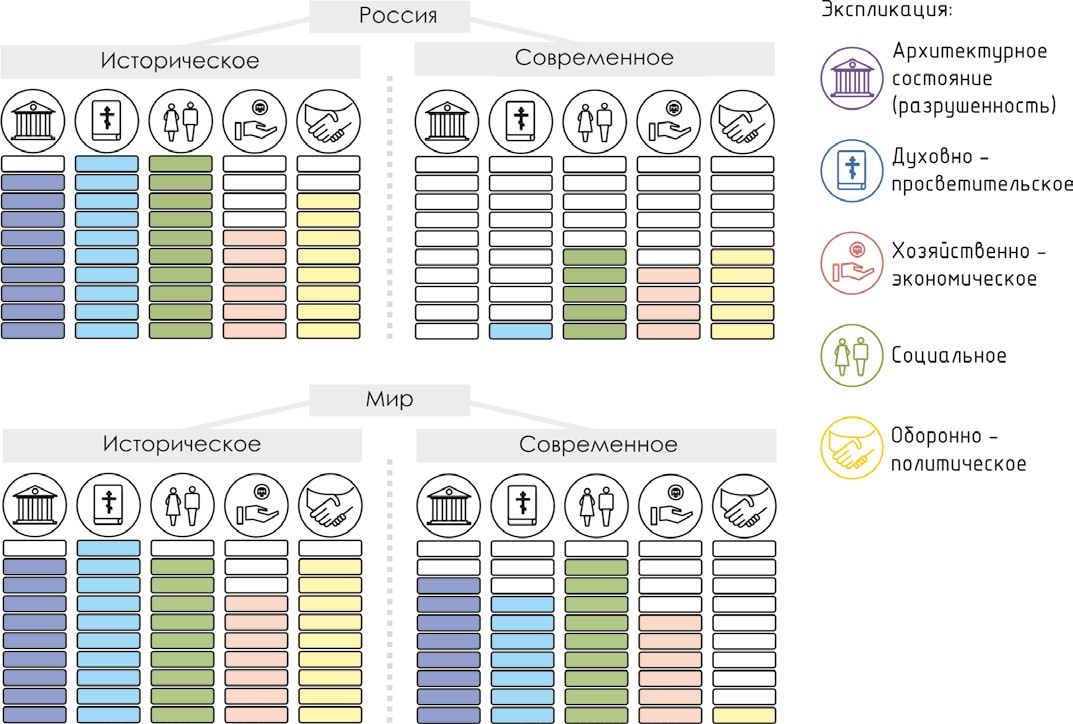 Россия
Историческое
Современное
Мир
Историческое
Современное
Экспликация:
Архитектурное
состояние
(разрушенность)
Духовно –
просветительское
Хозяйственно –
экономическое
Социальное
Оборонно –
политическое